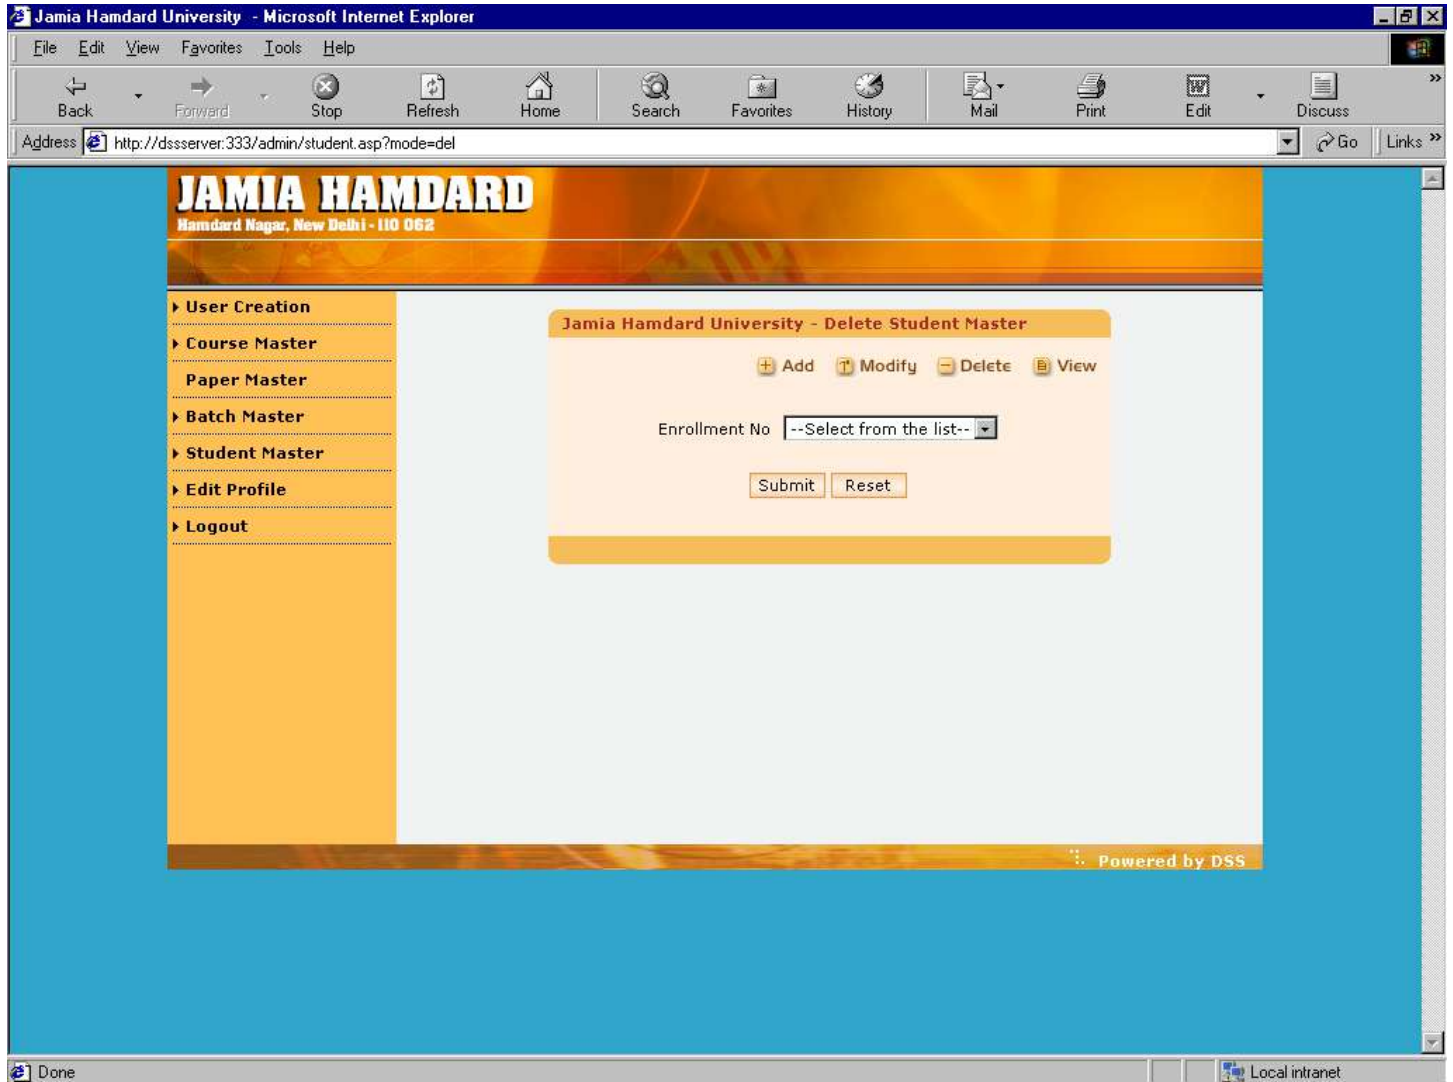 Jamia Hamdard University - Microsoft Internet Explorer
File Edit View Favorites Tools Help
Back Forward Stop Refresh Home Search Favorites History Mail Print Edit Discuss »
Address http://dssserver:333/admin/student.asp?mode=del Go Links »
JAMIA HAMDARD
Hamdard Nagar, New Delhi - 110 062
User Creation
Course Master
Paper Master
Batch Master
Student Master
Edit Profile
Logout
Jamia Hamdard University - Delete Student Master
Add Modify Delete View
Enrollment No --Select from the list--
Submit Reset
Powered by DSS
Done Local intranet